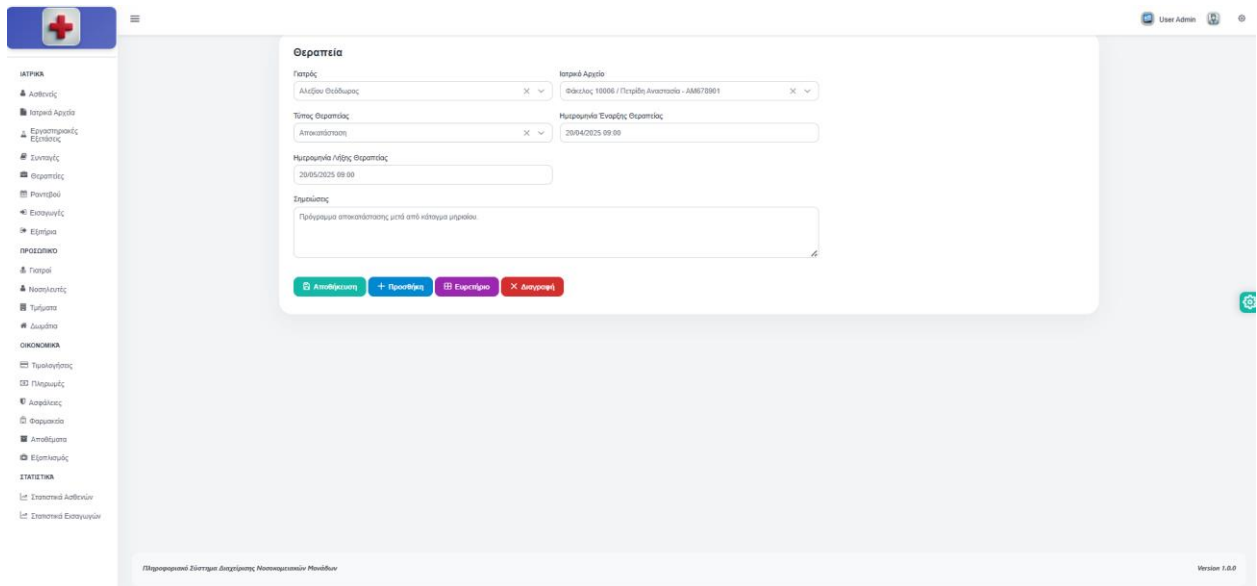 User Admin
ΙΑΤΡΙΚΑ
Ασθενείς
Ιατρικά Αρχεία
Εργαστηριακές
Εξετάσεις
Συνταγές
Θεραπείες
Ραντεβού
Εισαγωγές
Εξιτήρια
ΠΡΟΣΩΠΙΚΟ
Γιατροί
Νοσηλευτές
Τμήματα
Δωμάτια
ΟΙΚΟΝΟΜΙΚΑ
Τιμολογήσεις
Πληρωμές
Ασφάλειες
Φαρμακεία
Αποθέματα
Εξοπλισμός
ΣΤΑΤΙΣΤΙΚΑ
Στατιστικά Ασθενών
Στατιστικά Εισαγωγών
Θεραπεία
Γιατρός
Αλεξίου Θεόδωρος
Ιατρικό Αρχείο
Φάκελος 10006 / Πετρίδη Αναστασία - AM678901
Τύπος Θεραπείας
Αποκατάσταση
Ημερομηνία Έναρξης Θεραπείας
20/04/2025 09:00
Ημερομηνία Λήξης Θεραπείας
20/05/2025 09:00
Σημειώσεις
Πρόγραμμα αποκατάστασης μετά από κάταγμα μηριαίου.
Αποθήκευση
Προσθήκη
Ευρετήριο
Διαγραφή
Πληροφοριακό Σύστημα Διαχείρισης Νοσοκομειακών Μονάδων
Version 1.0.0